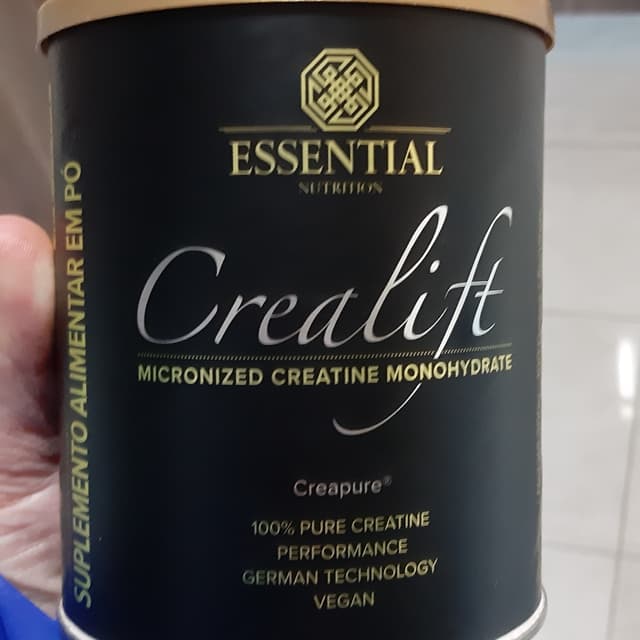 ESSENTIAL
NUTRITION
Crealift
MICRONIZED CREATINE MONOHYDRATE
Creapure®
100% PURE CREATINE
PERFORMANCE
GERMAN TECHNOLOGY
VEGAN
SUPLEMENTO ALIMENTAR EM PÓ